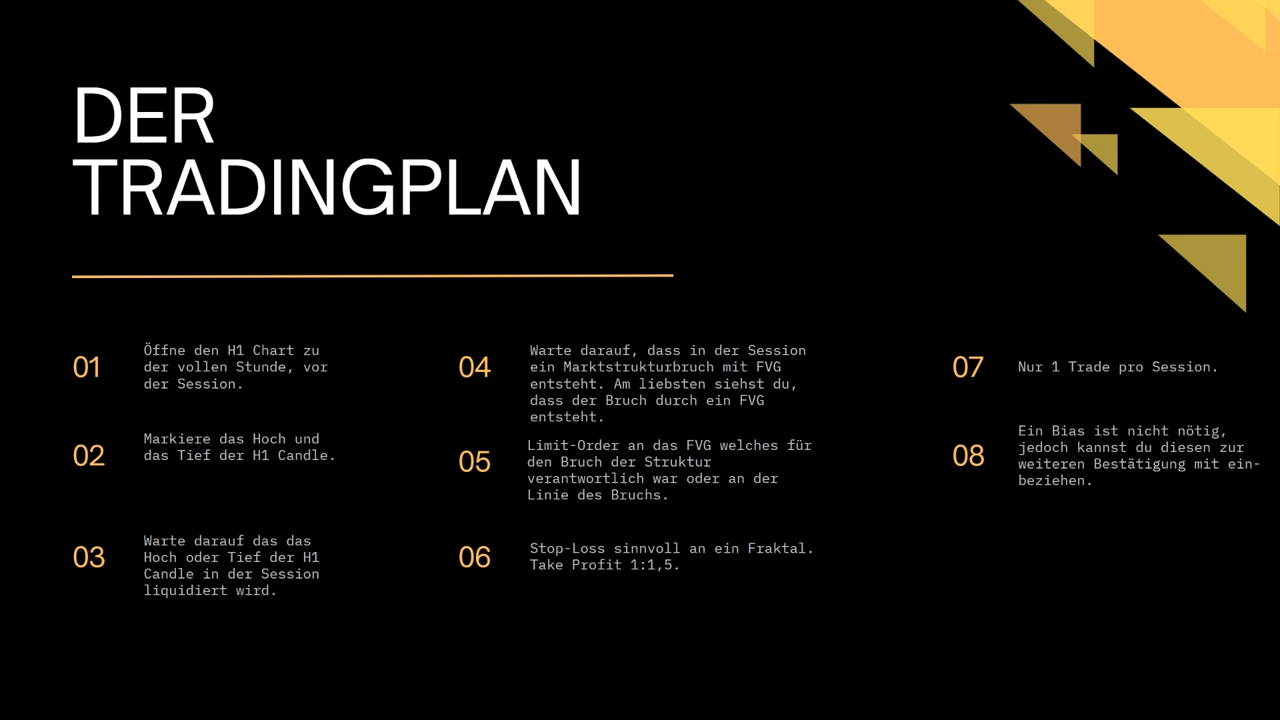 DER
TRADINGPLAN
01
Öffne den H1 Chart zu
der vollen Stunde, vor
der Session.
02
Markiere das Hoch und
das Tief der H1 Candle.
03
Warte darauf das das
Hoch oder Tief der H1
Candle in der Session
liquidiert wird.
04
Warte darauf, dass in der Session
ein Marktstrukturbruch mit FVG
entsteht. Am liebsten siehst du,
dass der Bruch durch ein FVG
entsteht.
05
Limit-Order an das FVG welches für
den Bruch der Struktur
verantwortlich war oder an der
Linie des Bruchs.
06
Stop-Loss sinnvoll an ein Fraktal.
Take Profit 1:1,5.
07
Nur 1 Trade pro Session.
08
Ein Bias ist nicht nötig,
jedoch kannst du diesen zur
weiteren Bestätigung mit ein-
beziehen.